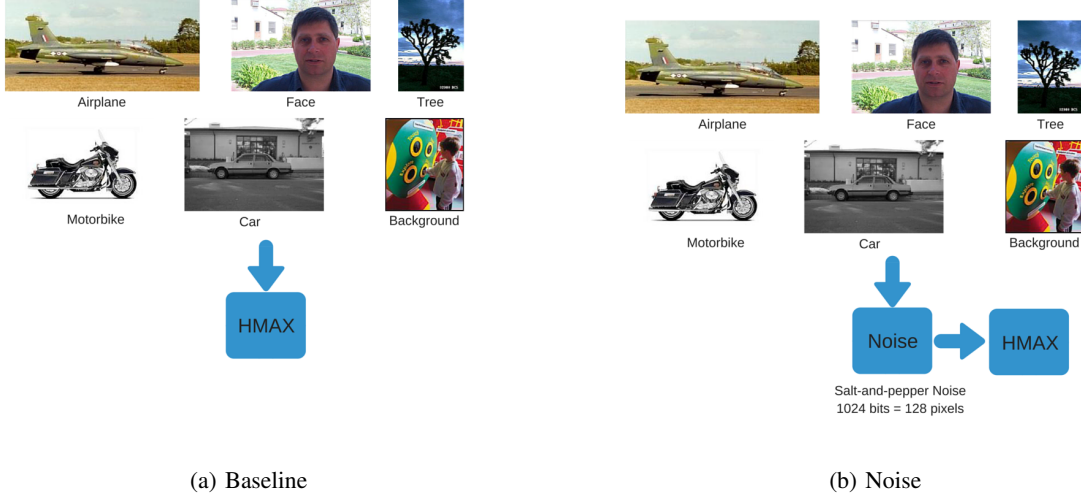 Airplane
Face
Tree
Motorbike
Car
Background
HMAX
(a) Baseline
Airplane
Face
Tree
Motorbike
Car
Background
Noise
HMAX
Salt-and-pepper Noise
1024 bits = 128 pixels
(b) Noise